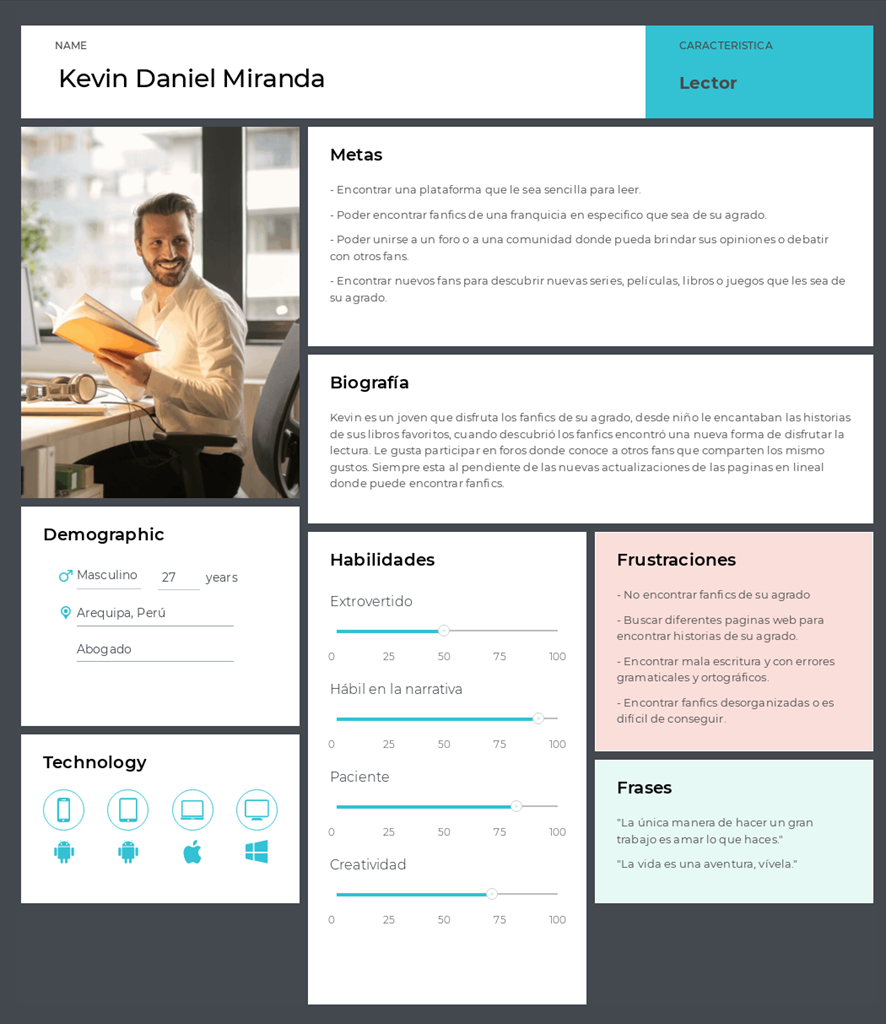 NAME
Kevin Daniel Miranda
CARACTERISTICA
Lector
Metas
- Encontrar una plataforma que le sea sencilla para leer.
- Poder encontrar fanfics de una franquicia en especifico que sea de su agrado.
- Poder unirse a un foro o a una comunidad donde pueda brindar sus opiniones o debatir
con otros fans.
- Encontrar nuevos fans para descubrir nuevas series, películas, libros o juegos que les sea de
su agrado.
Biografía
Kevin es un joven que disfruta los fanfics de su agrado, desde niño le encantaban las historias
de sus libros favoritos, cuando descubrió los fanfics encontró una nueva forma de disfrutar la
lectura. Le gusta participar en foros donde conoce a otros fans que comparten los mismo
gustos. Siempre esta al pendiente de las nuevas actualizaciones de las paginas en lineal
donde puede encontrar fanfics.
Demographic
Masculino 27 years
Arequipa, Perú
Abogado
Technology
Habilidades
Extrovertido
0 25 50 75 100
Hábil en la narrativa
0 25 50 75 100
Paciente
0 25 50 75 100
Creatividad
0 25 50 75 100
Frustraciones
- No encontrar fanfics de su agrado
- Buscar diferentes paginas web para
encontrar historias de su agrado.
- Encontrar mala escritura y con errores
gramaticales y ortográficos.
- Encontrar fanfics desorganizadas o es
difícil de conseguir.
Frases
"La única manera de hacer un gran
trabajo es amar lo que haces."
"La vida es una aventura, vívela."